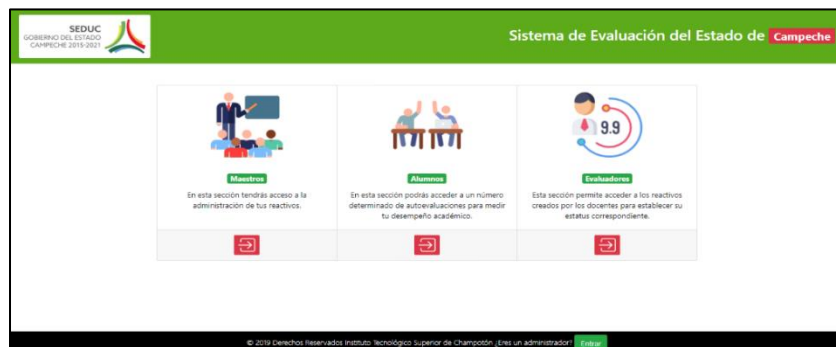 SEDUC
GOBIERNO DEL ESTADO
CAMPECHE 2015-2021
Sistema de Evaluación del Estado de Campeche
9.9
Maestros
En esta sección tendrás acceso a la
administración de tus reactivos.
Alumnos
En esta sección podrás acceder a un número
determinado de autoevaluaciones para medir
tu desempeño académico.
Evaluadores
Esta sección permite acceder a los reactivos
creados por los docentes para establecer su
estatus correspondiente.
© 2019 Derechos Reservados Instituto Tecnológico Superior de Champotón ¿Eres un administrador? Entrar